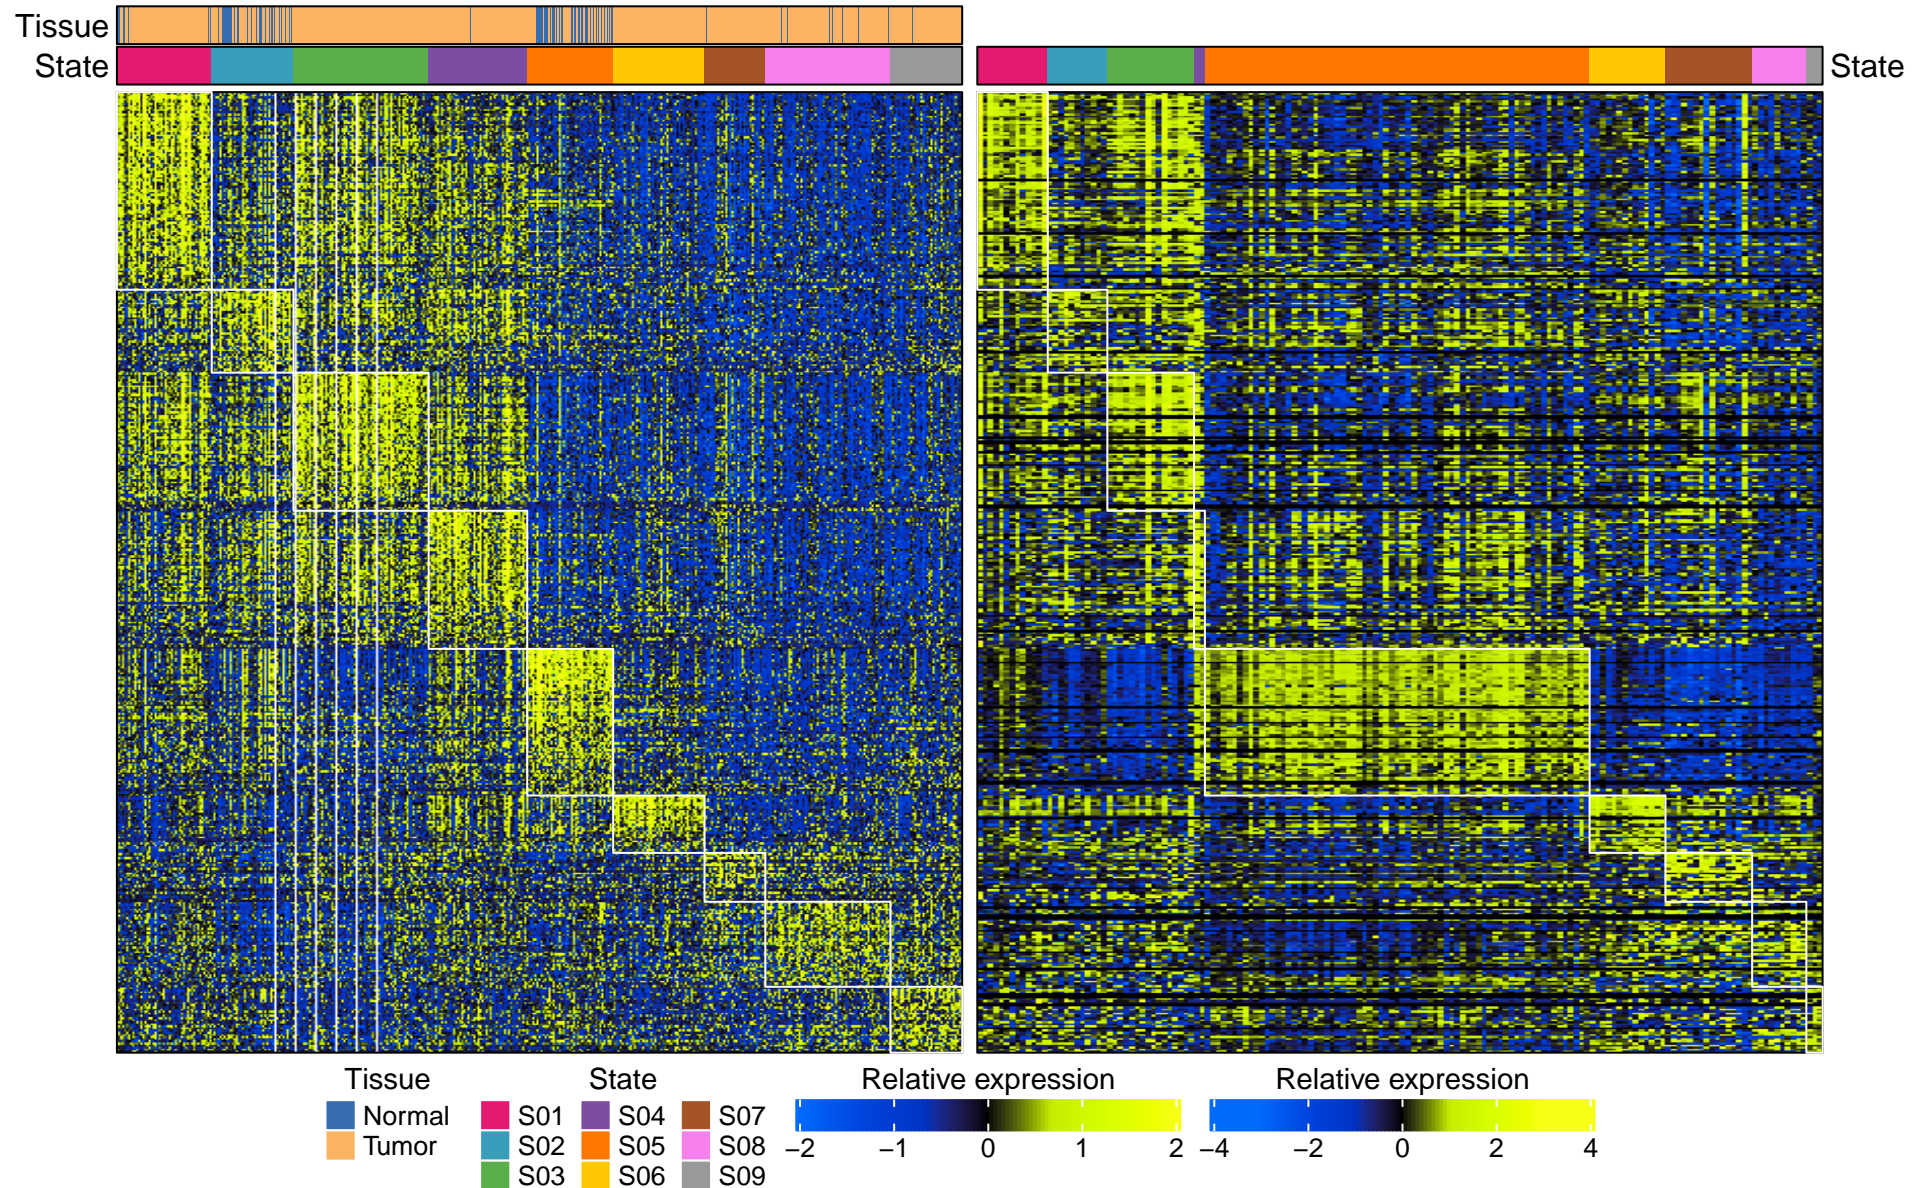 Tissue
State
State
Tissue
Normal
Tumor
State
S01 S04 S07
S02 S05 S08
S03 S06 S09
Relative expression
−2 −1 0 1 2
Relative expression
−4 −2 0 2 4